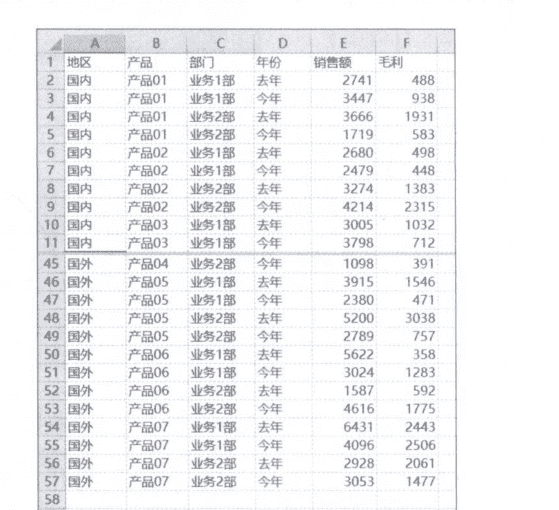 A B C D E F
1 地区 产品 部门 年份 销售额 毛利
2 国内 产品01 业务1部 去年 2741 488
3 国内 产品01 业务1部 今年 3447 938
4 国内 产品01 业务2部 去年 3666 1931
5 国内 产品01 业务2部 今年 1719 583
6 国内 产品02 业务1部 去年 2680 498
7 国内 产品02 业务1部 今年 2479 448
8 国内 产品02 业务2部 去年 3274 1383
9 国内 产品02 业务2部 今年 4214 2315
10 国内 产品03 业务1部 去年 3005 1032
11 国内 产品03 业务1部 今年 3798 712
45 国外 产品04 业务2部 今年 1098 391
46 国外 产品05 业务1部 去年 3915 1546
47 国外 产品05 业务1部 今年 2380 471
48 国外 产品05 业务2部 去年 5200 3038
49 国外 产品05 业务2部 今年 2789 757
50 国外 产品06 业务1部 去年 5622 358
51 国外 产品06 业务1部 今年 3024 1283
52 国外 产品06 业务2部 去年 1587 592
53 国外 产品06 业务2部 今年 4616 1775
54 国外 产品07 业务1部 去年 6431 2443
55 国外 产品07 业务1部 今年 4096 2506
56 国外 产品07 业务2部 去年 2928 2061
57 国外 产品07 业务2部 今年 3053 1477
58